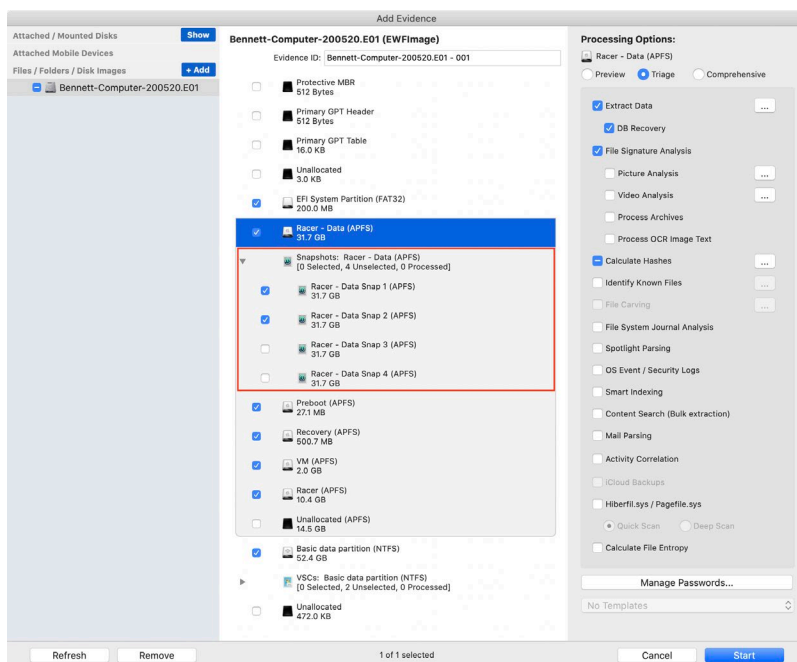 Add Evidence
Attached / Mounted Disks
Show
Attached Mobile Devices
Files / Folders / Disk Images
+ Add
Bennett-Computer-200520.E01
Bennett-Computer-200520.E01 (EWFImage)
Evidence ID: Bennett-Computer-200520.E01 - 001
Protective MBR
512 Bytes
Primary GPT Header
512 Bytes
Primary GPT Table
16.0 KB
Unallocated
3.0 KB
EFI System Partition (FAT32)
200.0 MB
Racer - Data (APFS)
31.7 GB
Snapshots: Racer - Data (APFS)
[0 Selected, 4 Unselected, 0 Processed]
Racer - Data Snap 1 (APFS)
31.7 GB
Racer - Data Snap 2 (APFS)
31.7 GB
Racer - Data Snap 3 (APFS)
31.7 GB
Racer - Data Snap 4 (APFS)
31.7 GB
Preboot (APFS)
27.1 MB
Recovery (APFS)
500.7 MB
VM (APFS)
2.0 GB
Racer (APFS)
10.4 GB
Unallocated (APFS)
14.5 GB
Basic data partition (NTFS)
52.4 GB
VSCs: Basic data partition (NTFS)
[0 Selected, 2 Unselected, 0 Processed]
Unallocated
472.0 KB
Processing Options:
Racer - Data (APFS)
Preview Triage Comprehensive
Extract Data ...
DB Recovery
File Signature Analysis
Picture Analysis ...
Video Analysis ...
Process Archives
Process OCR Image Text
Calculate Hashes ...
Identify Known Files ...
File Carving ...
File System Journal Analysis
Spotlight Parsing
OS Event / Security Logs
Smart Indexing
Content Search (Bulk extraction)
Mail Parsing
Activity Correlation
iCloud Backups
Hiberfil.sys / Pagefile.sys
Quick Scan Deep Scan
Calculate File Entropy
Manage Passwords...
No Templates
Refresh Remove 1 of 1 selected Cancel Start